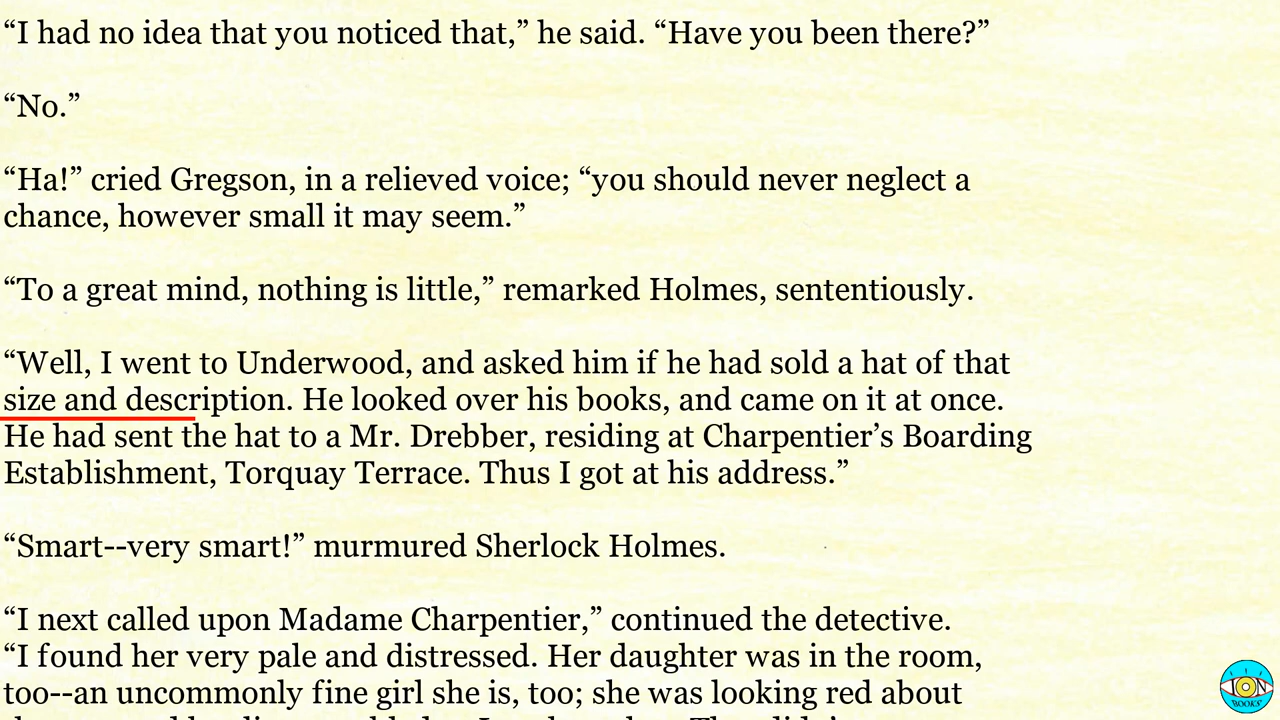 “I had no idea that you noticed that,” he said. “Have you been there?”
“No.”
“Ha!” cried Gregson, in a relieved voice; “you should never neglect a
chance, however small it may seem.”
“To a great mind, nothing is little,” remarked Holmes, sententiously.
“Well, I went to Underwood, and asked him if he had sold a hat of that
size and description. He looked over his books, and came on it at once.
He had sent the hat to a Mr. Drebber, residing at Charpentier’s Boarding
Establishment, Torquay Terrace. Thus I got at his address.”
“Smart--very smart!” murmured Sherlock Holmes.
“I next called upon Madame Charpentier,” continued the detective.
“I found her very pale and distressed. Her daughter was in the room,
too--an uncommonly fine girl she is, too; she was looking red about
ION
BOOKS